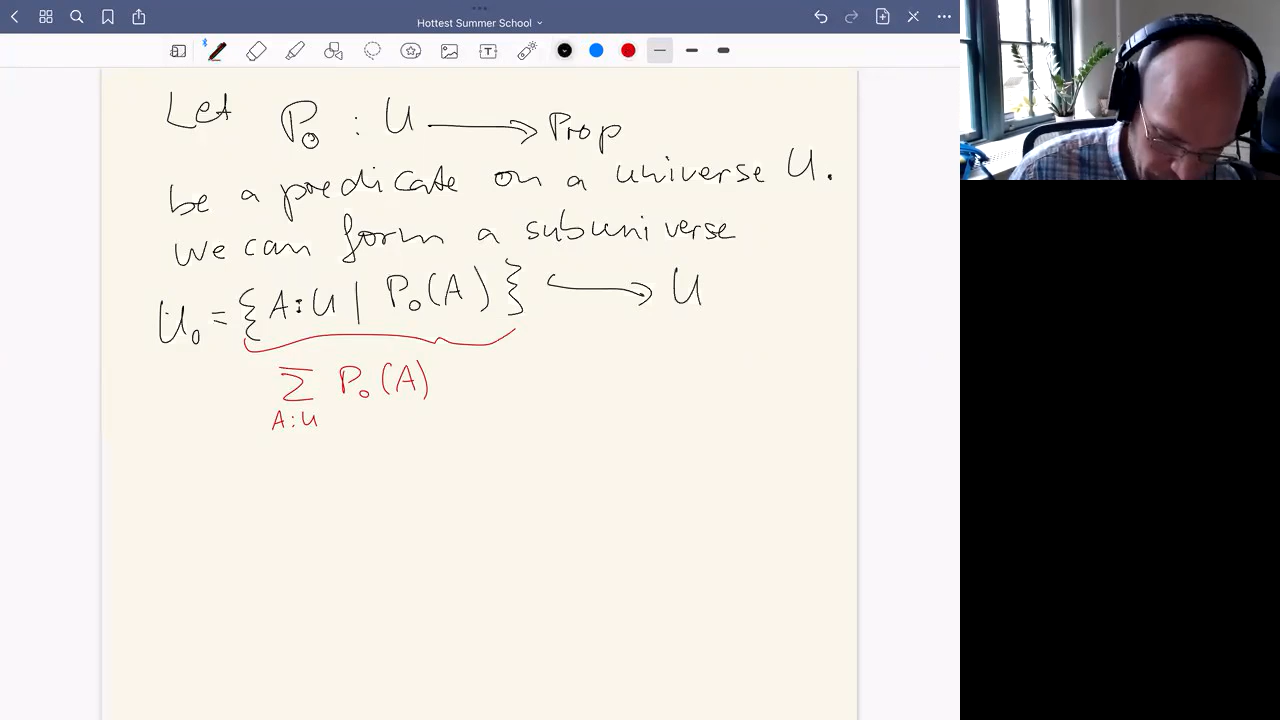 Hottest Summer School
Let P₀ : U ⟶ Prop
be a predicate on a universe U.
We can form a subuniverse
U₀ = { A : U | P₀(A) } ↪ U
∑ P₀(A)
A : U